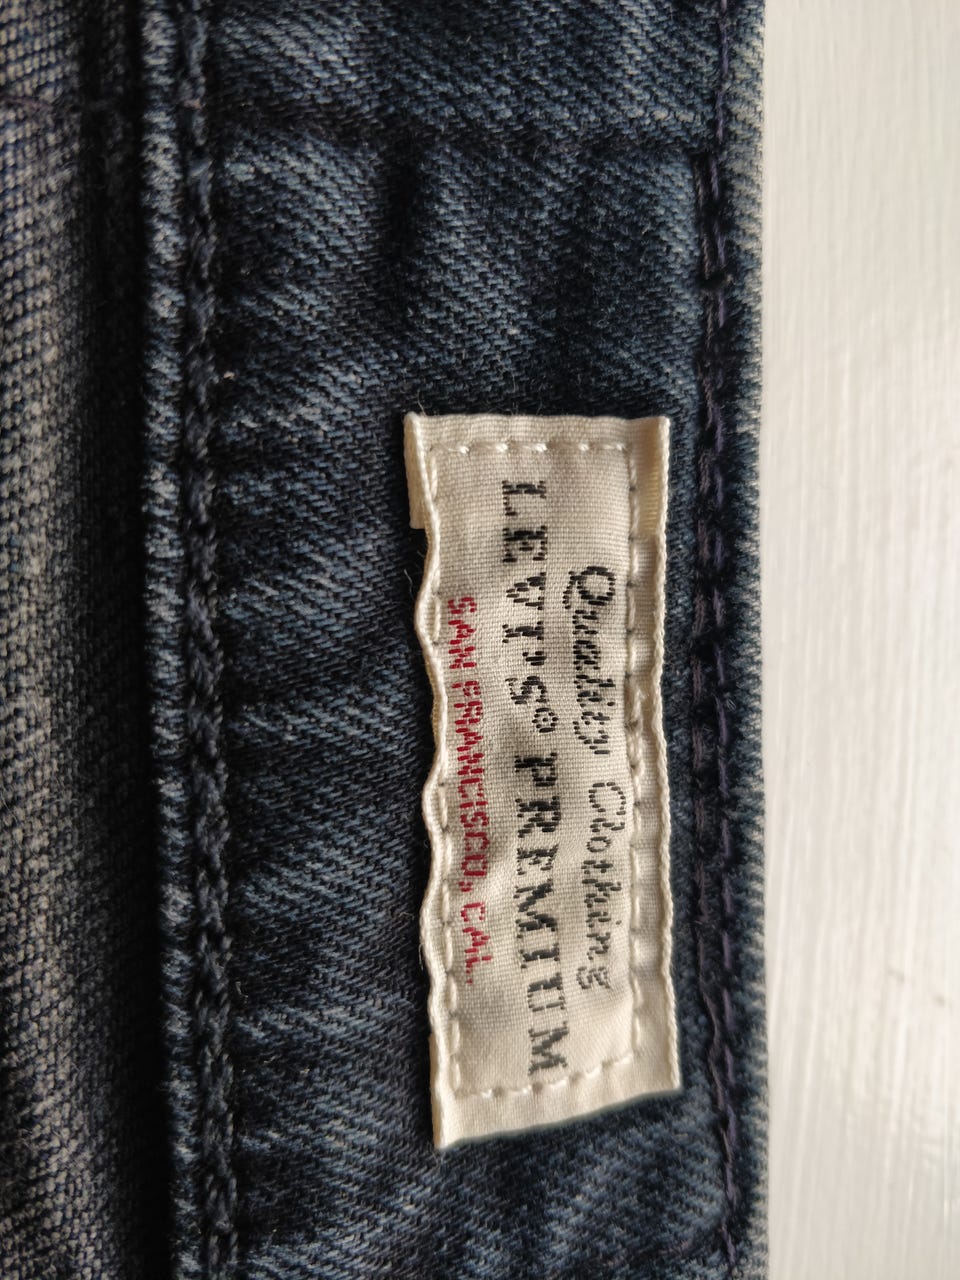 Quality Clothing
LEVI'S® PREMIUM
SAN FRANCISCO, CAL.